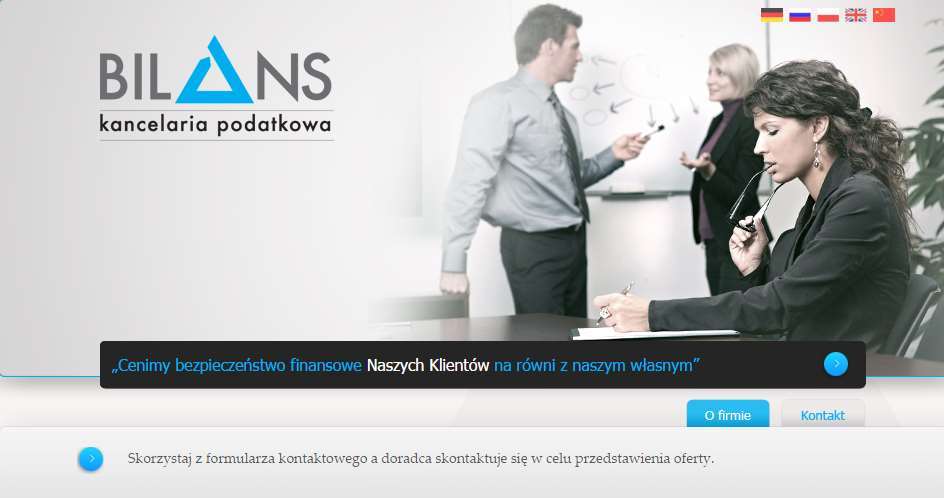 BILANS
kancelaria podatkowa
„Cenimy bezpieczeństwo finansowe Naszych Klientów na równi z naszym własnym”
O firmie
Kontakt
Skorzystaj z formularza kontaktowego a doradca skontaktuje się w celu przedstawienia oferty.